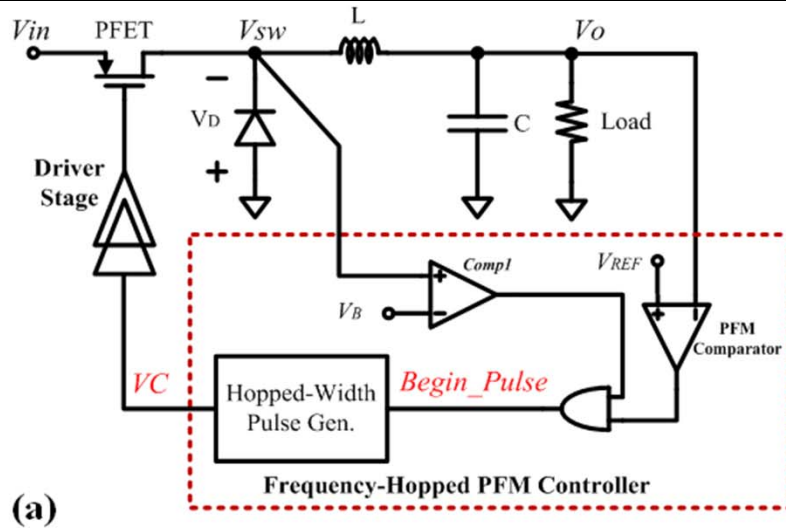 Vin
PFET
Vsw
L
Vo
VD
C
Load
Driver
Stage
Comp1
VREF
VB
PFM
Comparator
VC
Hopped-Width
Pulse Gen.
Begin_Pulse
Frequency-Hopped PFM Controller
(a)